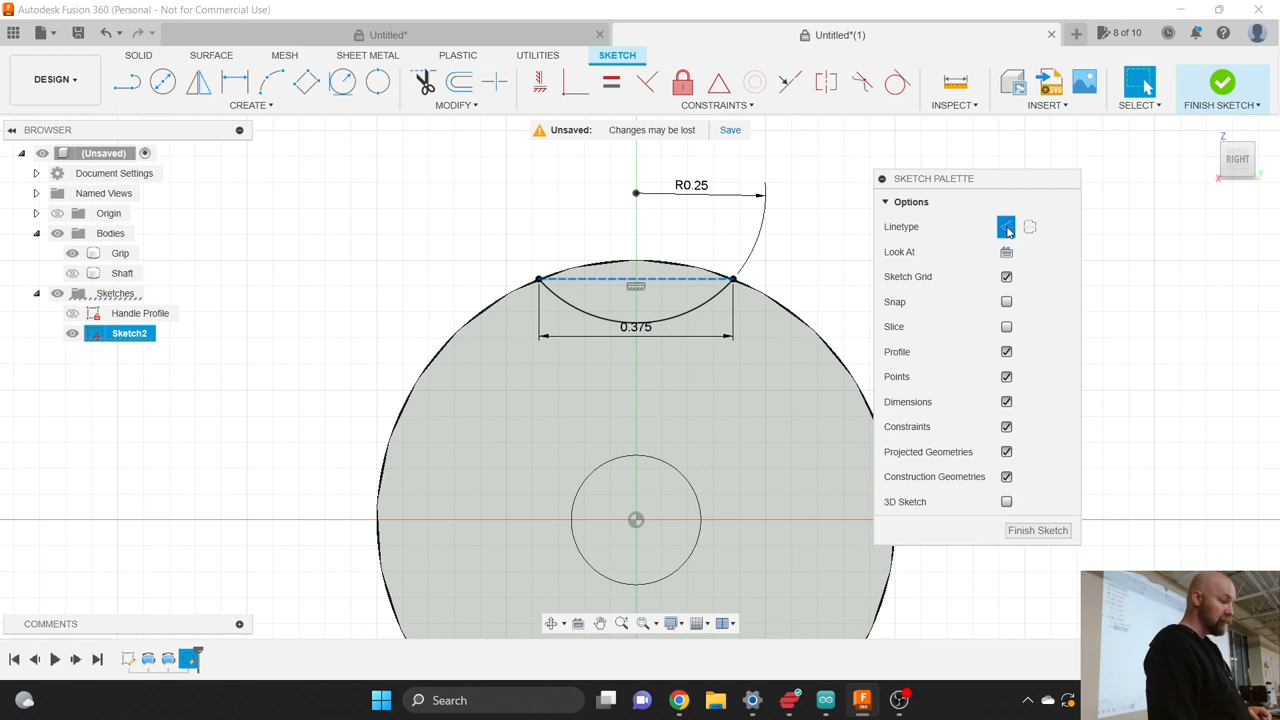 Autodesk Fusion 360 (Personal - Not for Commercial Use)
Untitled*
Untitled*(1)
8 of 10
DESIGN
SOLID
SURFACE
MESH
SHEET METAL
PLASTIC
UTILITIES
SKETCH
CREATE
MODIFY
CONSTRAINTS
INSPECT
INSERT
SELECT
FINISH SKETCH
BROWSER
Unsaved: Changes may be lost
Save
(Unsaved)
Document Settings
Named Views
Origin
Bodies
Grip
Shaft
Sketches
Handle Profile
Sketch2
R0.25
0.375
Z
RIGHT
X
Y
SKETCH PALETTE
Options
Linetype
Look At
Sketch Grid
Snap
Slice
Profile
Points
Dimensions
Constraints
Projected Geometries
Construction Geometries
3D Sketch
Finish Sketch
COMMENTS
Search